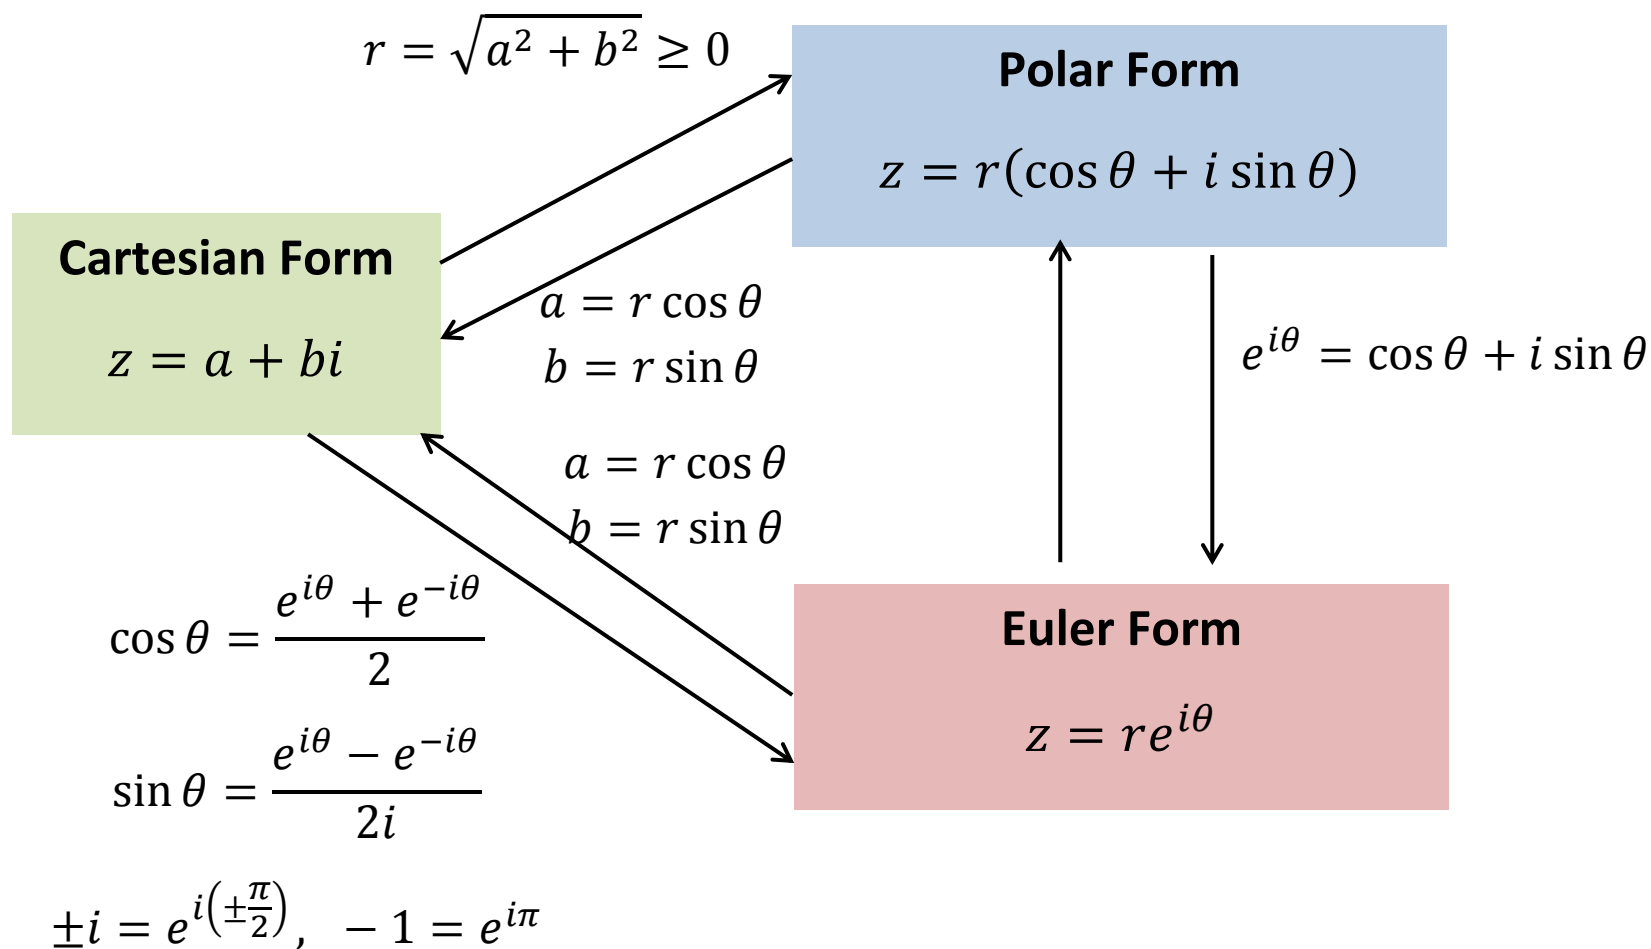 r = √(a² + b²) ≥ 0
Polar Form
z = r(cos θ + i sin θ)
Cartesian Form
z = a + bi
a = r cos θ
b = r sin θ
e^{iθ} = cos θ + i sin θ
a = r cos θ
b = r sin θ
cos θ = (e^{iθ} + e^{−iθ})/2
sin θ = (e^{iθ} − e^{−iθ})/2i
Euler Form
z = re^{iθ}
±i = e^{i(±π/2)}, −1 = e^{iπ}